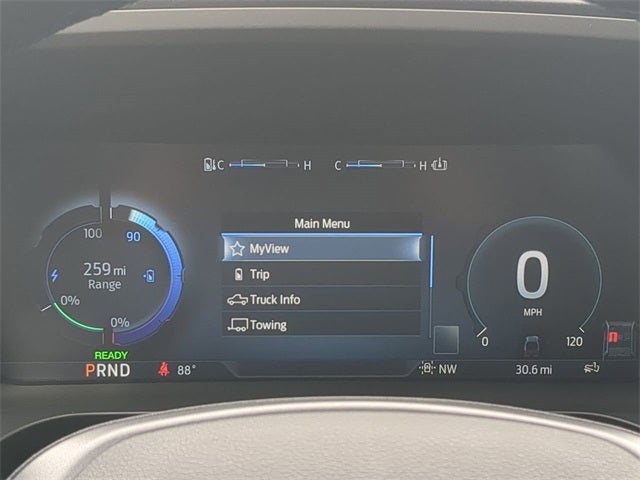 C H C H
Main Menu
MyView
Trip
Truck Info
Towing
100 90
259 mi
Range
0%
0%
READY
PRND 88°
0
MPH
0 120
NW 30.6 mi